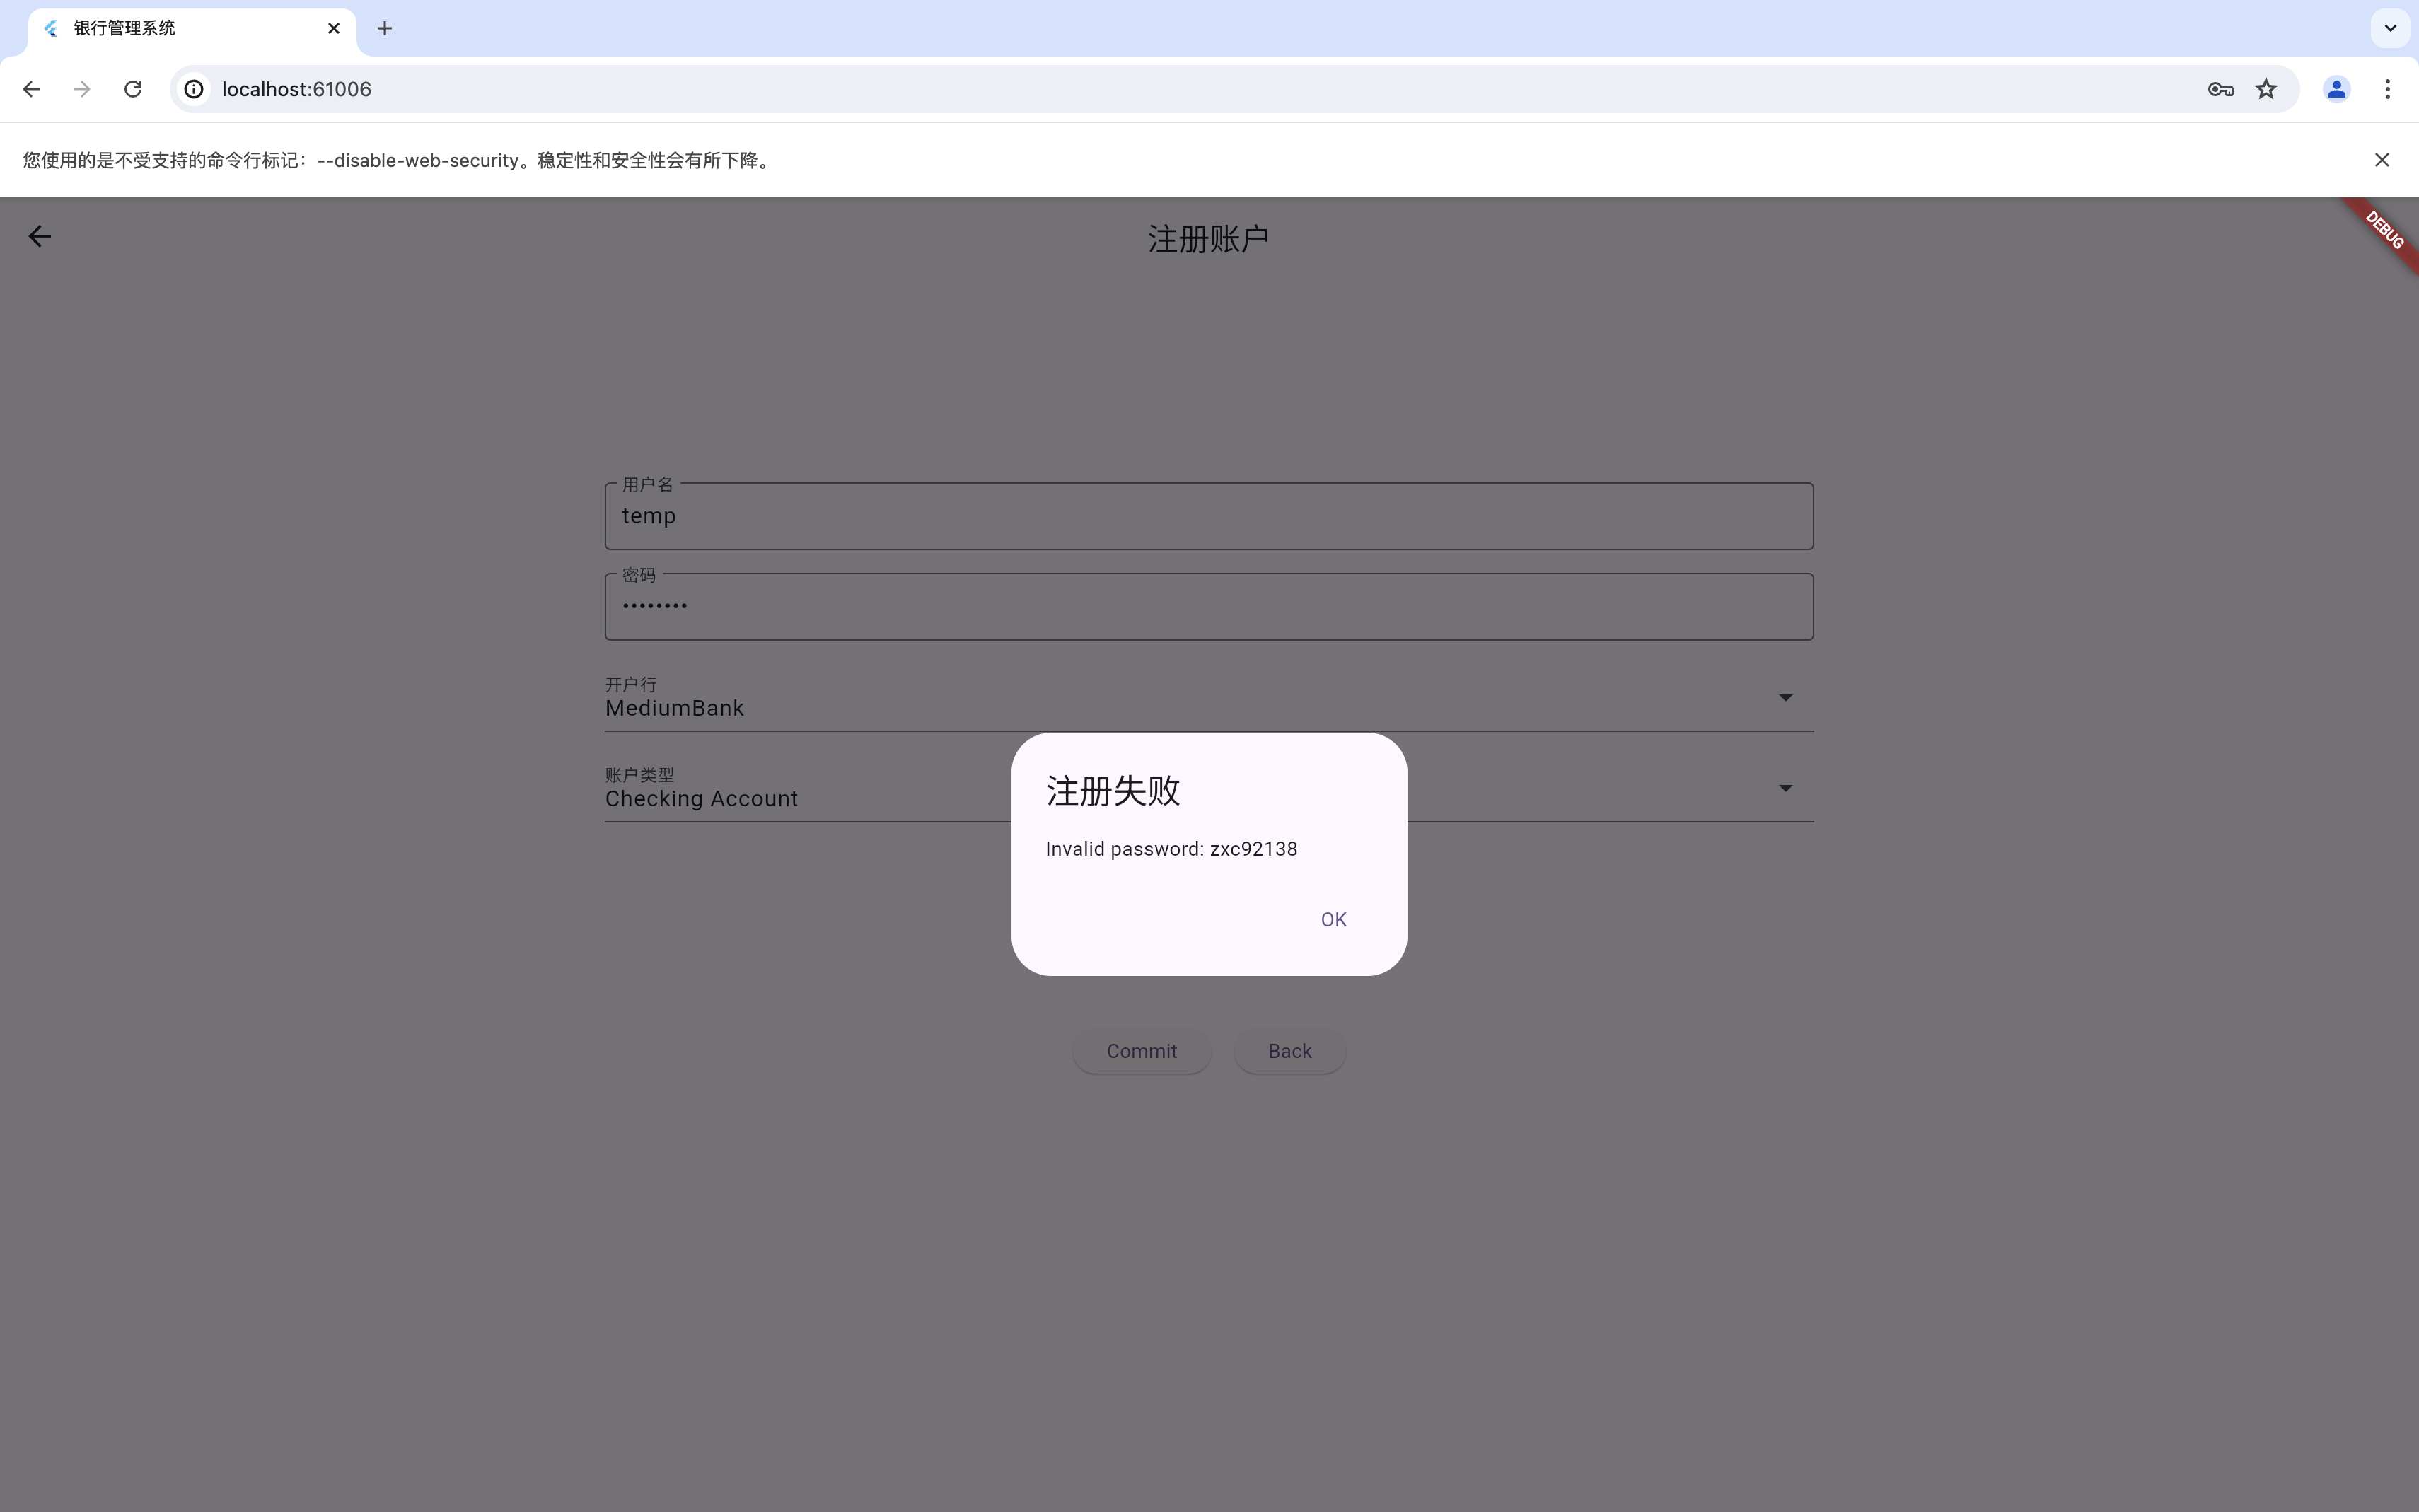 银行管理系统
localhost:61006
您使用的是不受支持的命令行标记：--disable-web-security。稳定性和安全性会有所下降。
注册账户
DEBUG
用户名
temp
密码
••••••••
开户行
MediumBank
账户类型
Checking Account
注册失败
Invalid password: zxc92138
OK
Commit
Back